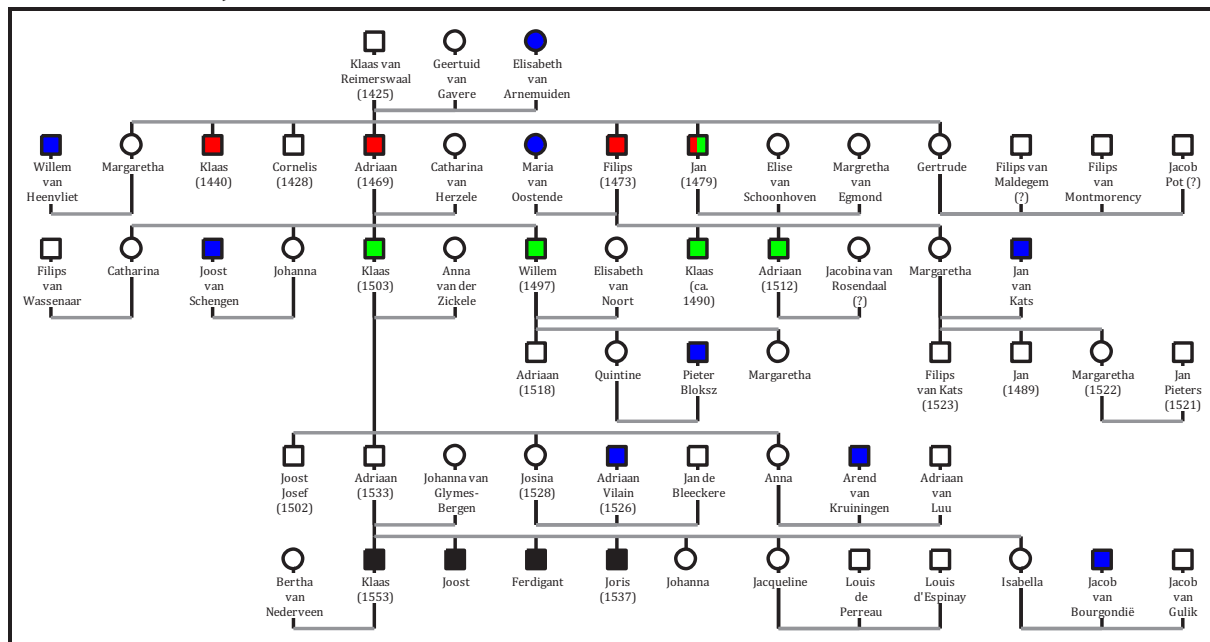 Klaas van
Reimerswaal
(1425)
Geertuid
van
Gavere
Elisabeth
van
Arnemuiden
Willem
van
Heenvliet
Margaretha
Klaas
(1440)
Cornelis
(1428)
Adriaan
(1469)
Catharina
van
Herzele
Maria
van
Oostende
Filips
(1473)
Jan
(1479)
Elise
van
Schoonhoven
Margretha
van
Egmond
Gertrude
Filips van
Maldegem
(?)
Filips
van
Montmorency
Jacob
Pot (?)
Filips
van
Wassenaar
Catharina
Joost
van
Schengen
Johanna
Klaas
(1503)
Anna
van der
Zickele
Willem
(1497)
Elisabeth
van
Noort
Klaas
(ca.
1490)
Adriaan
(1512)
Jacobina van
Rosendaal
(?)
Margaretha
Jan
van
Kats
Adriaan
(1518)
Quintine
Pieter
Bloksz
Margaretha
Filips
van Kats
(1523)
Jan
(1489)
Margaretha
(1522)
Jan
Pieters
(1521)
Joost
Josef
(1502)
Adriaan
(1533)
Johanna van
Glymes-
Bergen
Josina
(1528)
Adriaan
Vilain
(1526)
Jan de
Bleeckere
Anna
Arend
van
Kruiningen
Adriaan
van
Luu
Bertha
van
Nederveen
Klaas
(1553)
Joost
Ferdigant
Joris
(1537)
Johanna
Jacqueline
Louis
de
Perreau
Louis
d'Espinay
Isabella
Jacob
van
Bourgondië
Jacob
van
Gulik